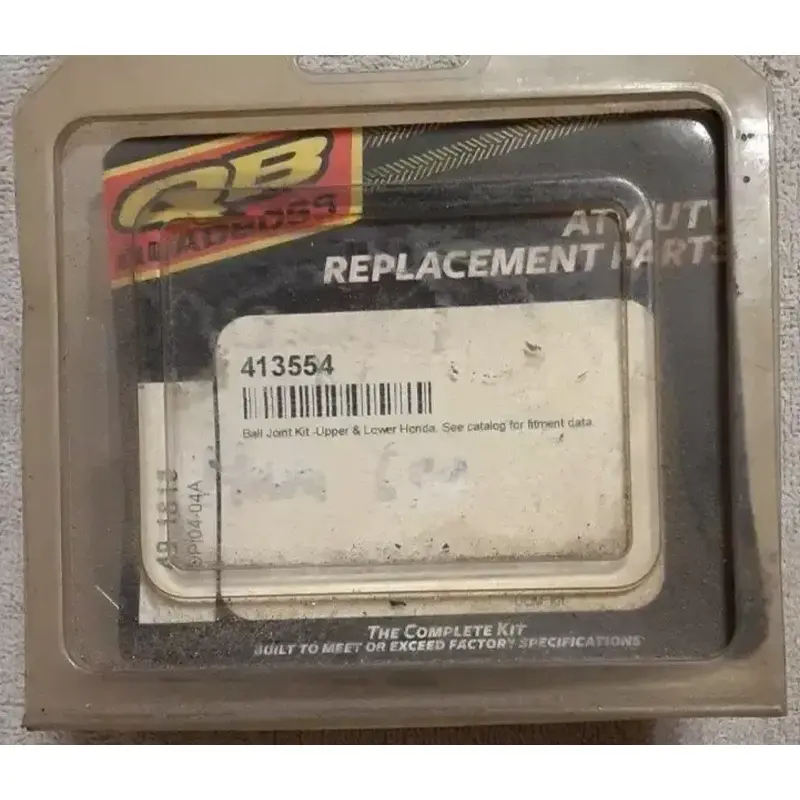 QB
QUADBOSS
ATV/UTV
REPLACEMENT PARTS
413554
Ball Joint Kit -Upper & Lower Honda. See catalog for fitment data.
THE COMPLETE KIT
BUILT TO MEET OR EXCEED FACTORY SPECIFICATIONS